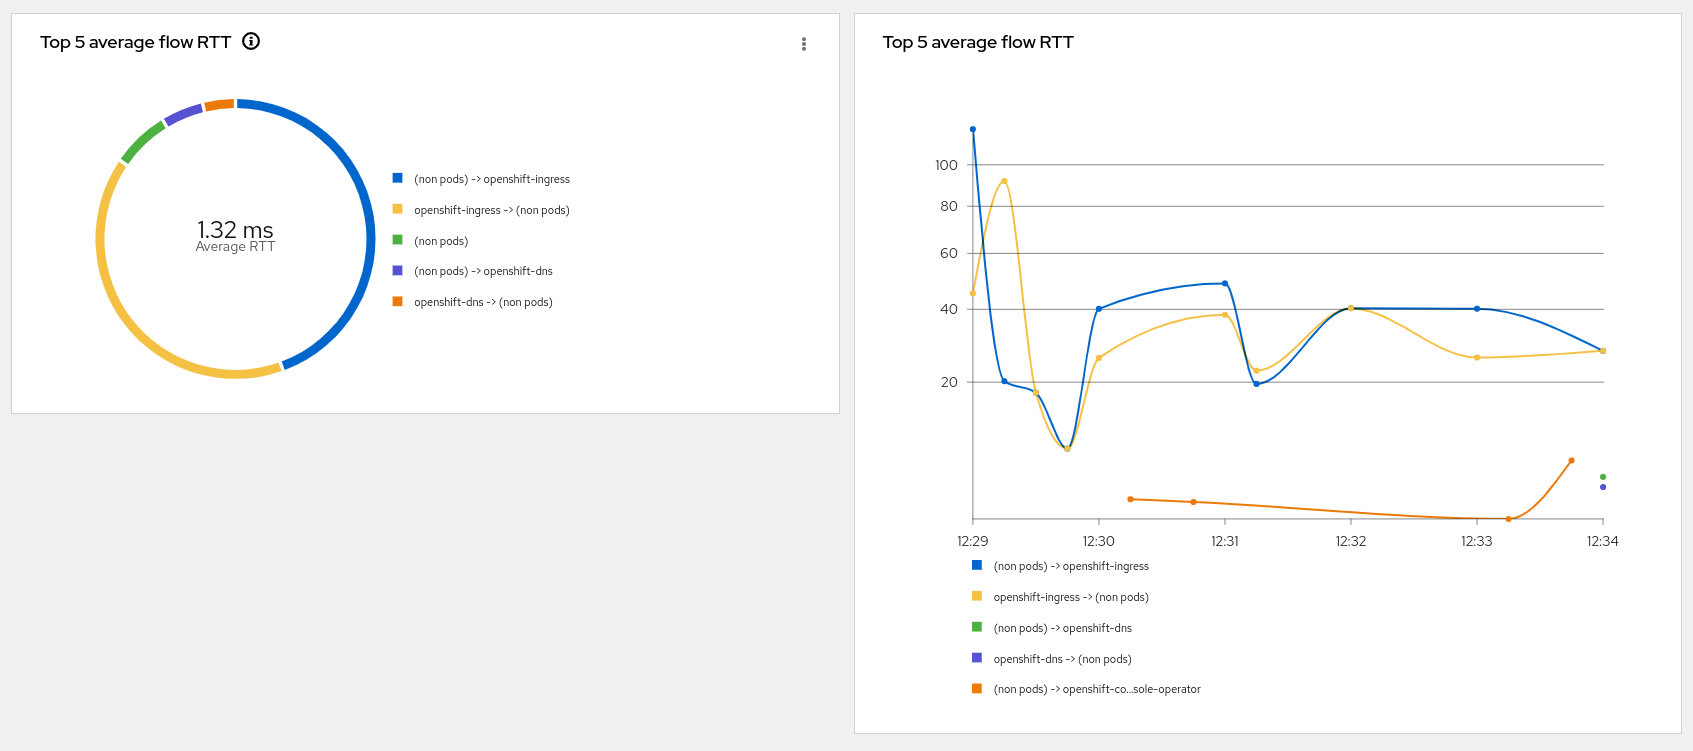 Top 5 average flow RTT
1.32 ms
Average RTT
(non pods) -> openshift-ingress
openshift-ingress -> (non pods)
(non pods)
(non pods) -> openshift-dns
openshift-dns -> (non pods)
Top 5 average flow RTT
100
80
60
40
20
12:29
12:30
12:31
12:32
12:33
12:34
(non pods) -> openshift-ingress
openshift-ingress -> (non pods)
(non pods) -> openshift-dns
openshift-dns -> (non pods)
(non pods) -> openshift-co...sole-operator